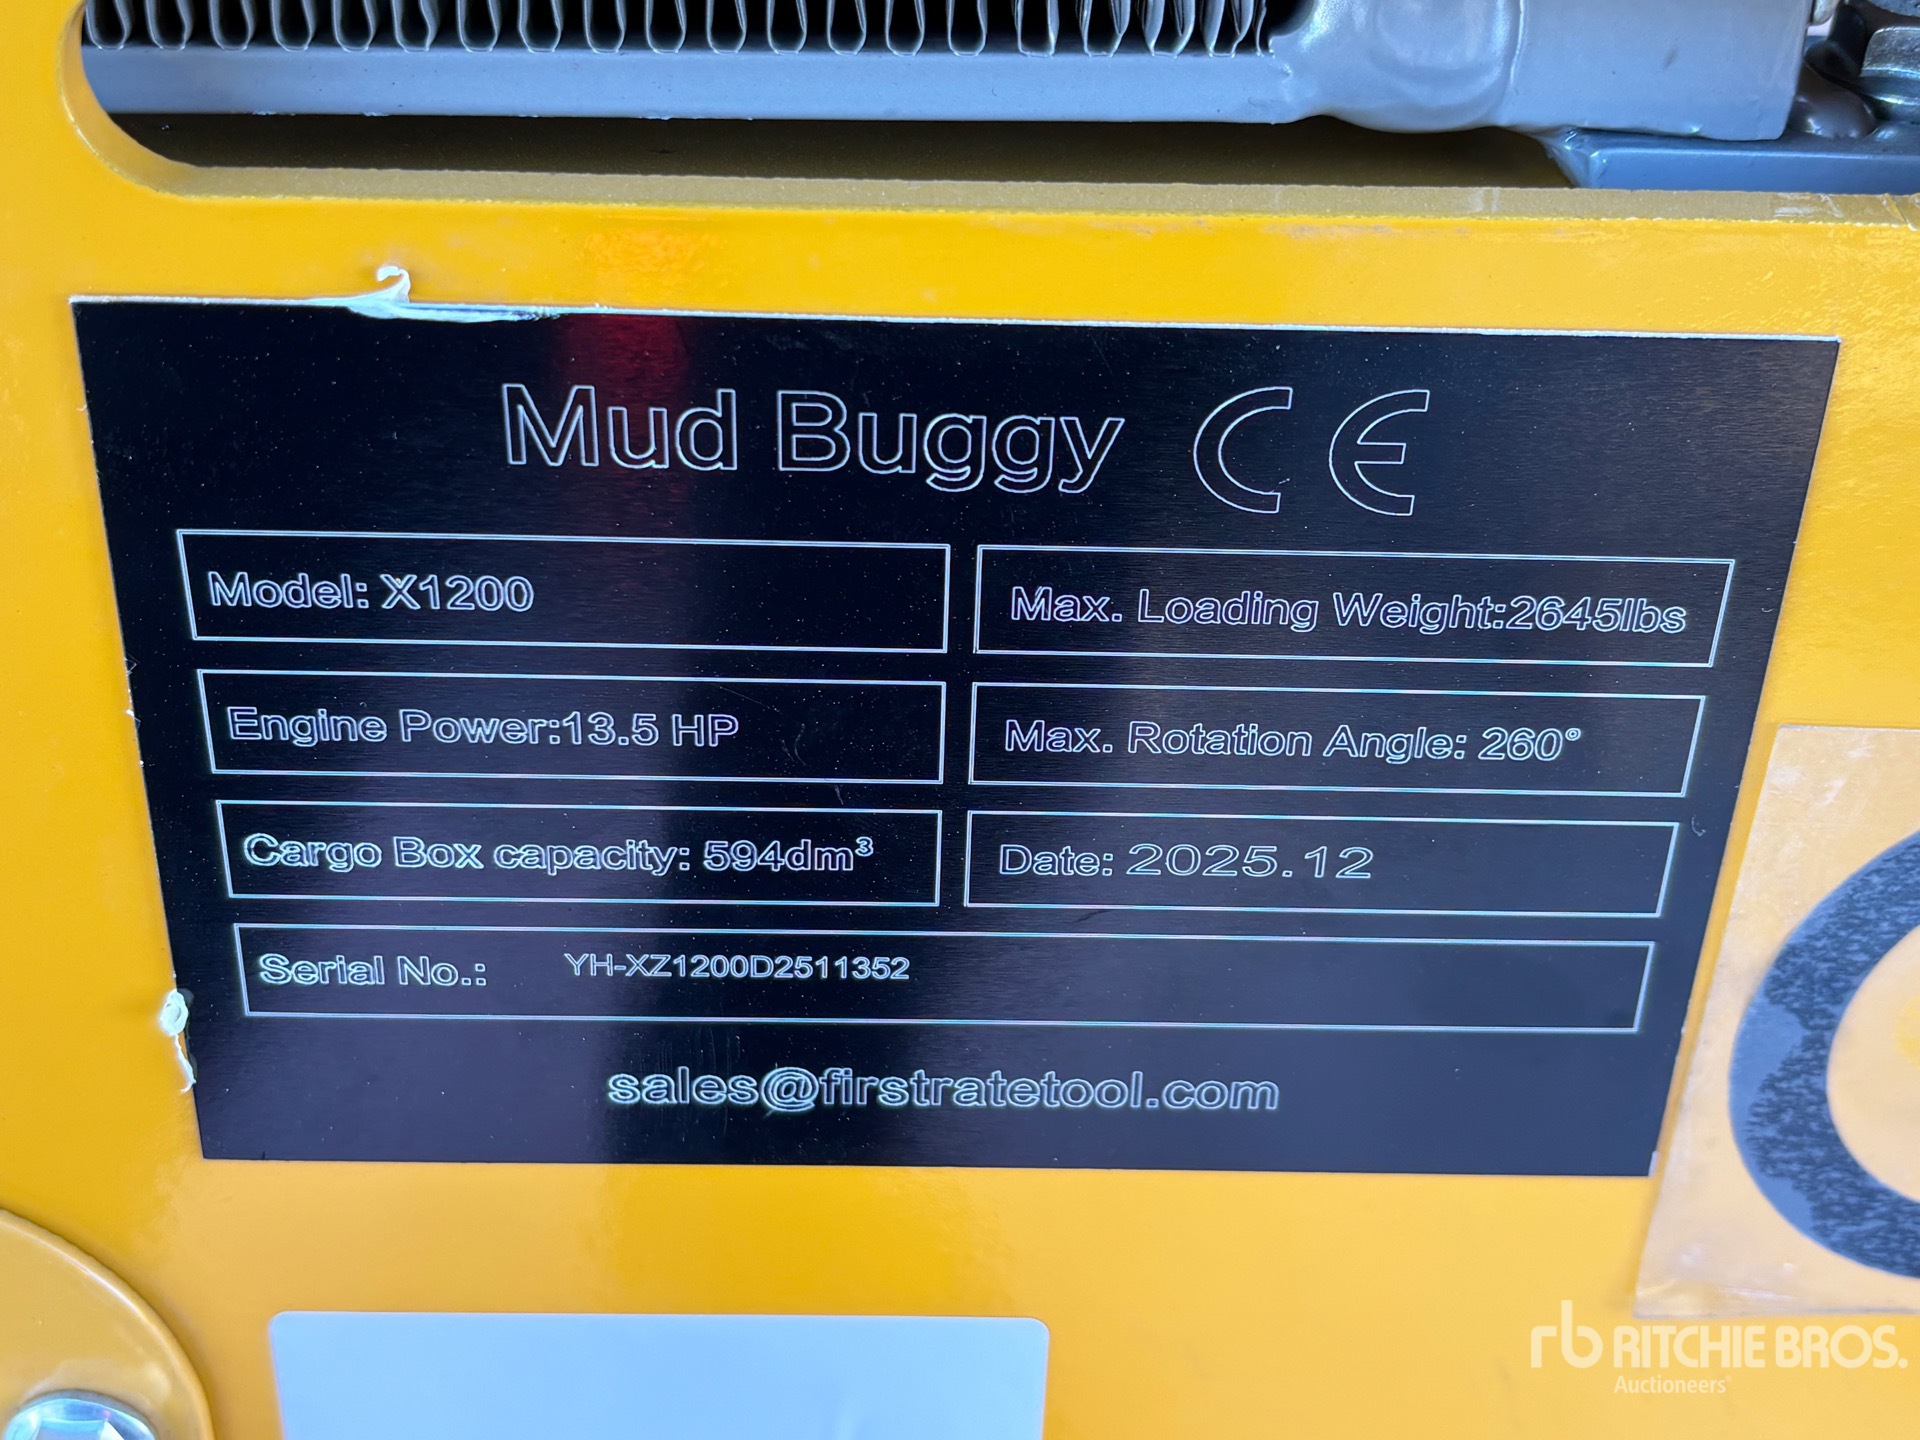 Mud Buggy CE
Model: X1200
Max. Loading Weight:2645lbs
Engine Power:13.5 HP
Max. Rotation Angle: 260°
Cargo Box capacity: 594dm³
Date: 2025.12
Serial No.: YH-XZ1200D2511352
sales@firstratetool.com
rb RITCHIE BROS.
Auctioneers